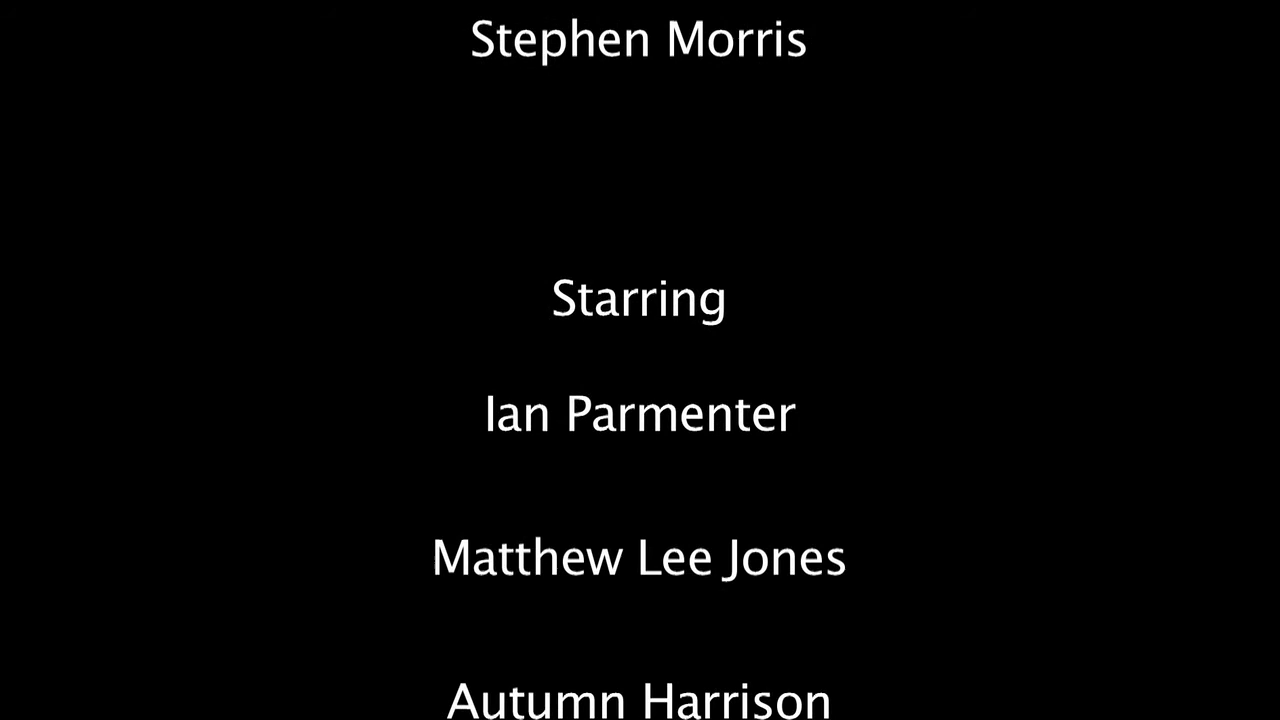 Stephen Morris
Starring
Ian Parmenter
Matthew Lee Jones
Autumn Harrison